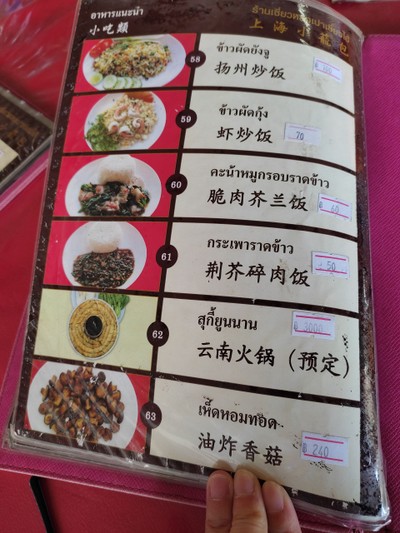 อาหารแนะนำ
小吃類
上海小籠包
58
ข้าวผัดยังจู
扬州炒饭
59
ข้าวผัดกุ้ง
虾炒饭
70
60
คะน้าหมูกรอบราดข้าว
脆肉芥兰饭
60
61
กระเพาราดข้าว
荆芥碎肉饭
50
62
สุกี้ยูนนาน
云南火锅（预定）
63
เห็ดหอมทอด
油炸香菇
฿ 240